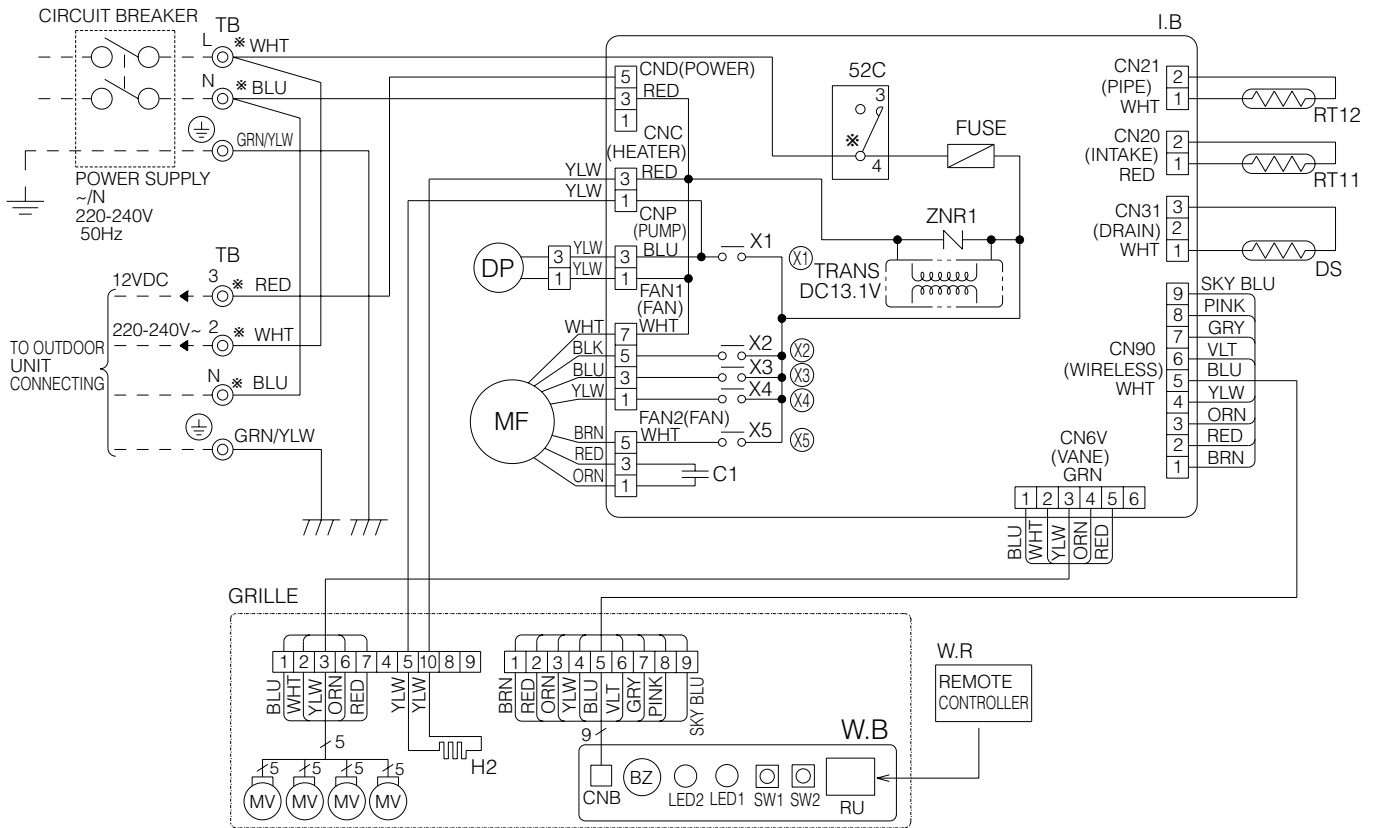 CIRCUIT BREAKER
TB
L ※ WHT
N ※ BLU
GRN/YLW
POWER SUPPLY
~/N
220-240V
50Hz
TB
12VDC
3 ※ RED
220-240V~ 2 ※ WHT
TO OUTDOOR
UNIT
CONNECTING
N ※ BLU
GRN/YLW
I.B
5 CND(POWER)
3 RED
1
CNC
(HEATER)
YLW 3 RED
YLW 1
CNP
(PUMP)
DP
3 YLW 3 BLU
1 YLW 1
X1
FAN1
(FAN)
WHT 7 WHT
BLK 5
BLU 3
YLW 1
X2
X3
X4
MF
FAN2(FAN)
BRN 5 WHT
RED 3
ORN 1
X5
C1
52C
3
※
4
FUSE
ZNR1
X1
TRANS
DC13.1V
X2
X3
X4
X5
CN21
(PIPE)
WHT
2
1
RT12
CN20
(INTAKE)
RED
2
1
RT11
CN31
(DRAIN)
WHT
3
2
1
DS
CN90
(WIRELESS)
WHT
9 SKY BLU
8 PINK
7 GRY
6 VLT
5 BLU
4 YLW
3 ORN
2 RED
1 BRN
CN6V
(VANE)
GRN
1 2 3 4 5 6
BLU WHT YLW ORN RED
GRILLE
1 2 3 6 7 4 5 10 8 9
BLU WHT YLW ORN RED YLW YLW
5
5 5 5 5
MV MV MV MV
H2
1 2 3 4 5 6 7 8 9
BRN RED ORN YLW BLU VLT GRY PINK SKY BLU
9
W.B
CNB BZ LED2 LED1 SW1 SW2 RU
W.R
REMOTE
CONTROLLER